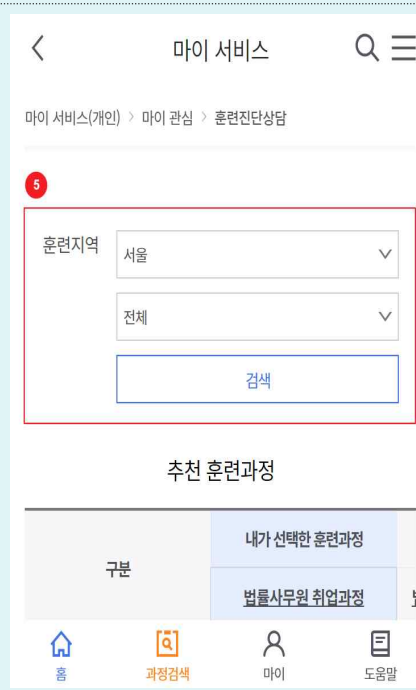 마이 서비스
마이 서비스(개인) > 마이 관심 > 훈련진단상담
5
훈련지역 서울
전체
검색
추천 훈련과정
구분
내가 선택한 훈련과정
법률사무원 취업과정
홈 과정검색 마이 도움말